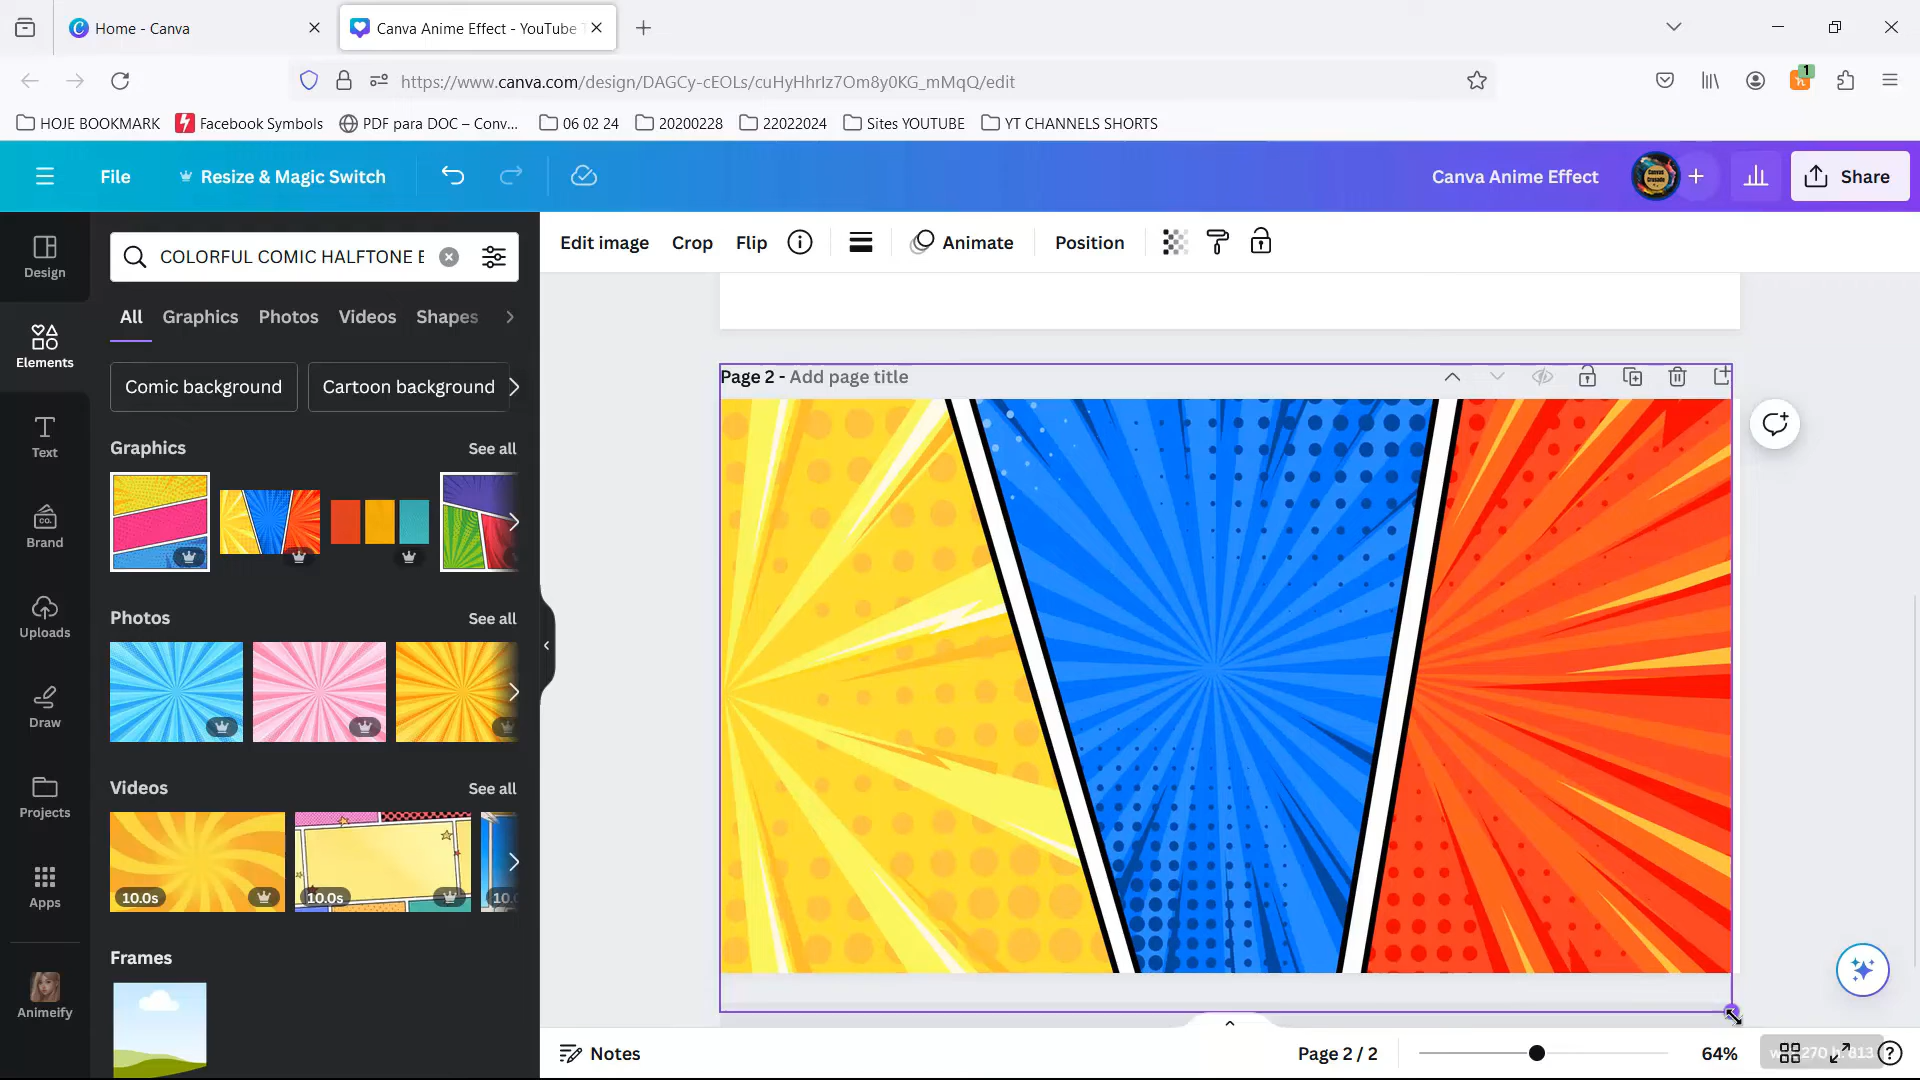 Home - Canva
Canva Anime Effect - YouTube
https://www.canva.com/design/DAGCy-cEOLs/cuHyHhrIz7Om8y0KG_mMqQ/edit
1
HOJE BOOKMARK
Facebook Symbols
PDF para DOC – Conv...
06 02 24
20200228
22022024
Sites YOUTUBE
YT CHANNELS SHORTS
File
Resize & Magic Switch
Canva Anime Effect
Share
Design
Elements
Text
Brand
Uploads
Draw
Projects
Apps
Animeify
COLORFUL COMIC HALFTONE
All
Graphics
Photos
Videos
Shapes
Comic background
Cartoon background
Graphics
See all
Photos
See all
Videos
See all
10.0s
10.0s
10.0
Frames
Edit image
Crop
Flip
Animate
Position
Page 2 - Add page title
Notes
Page 2 / 2
64%